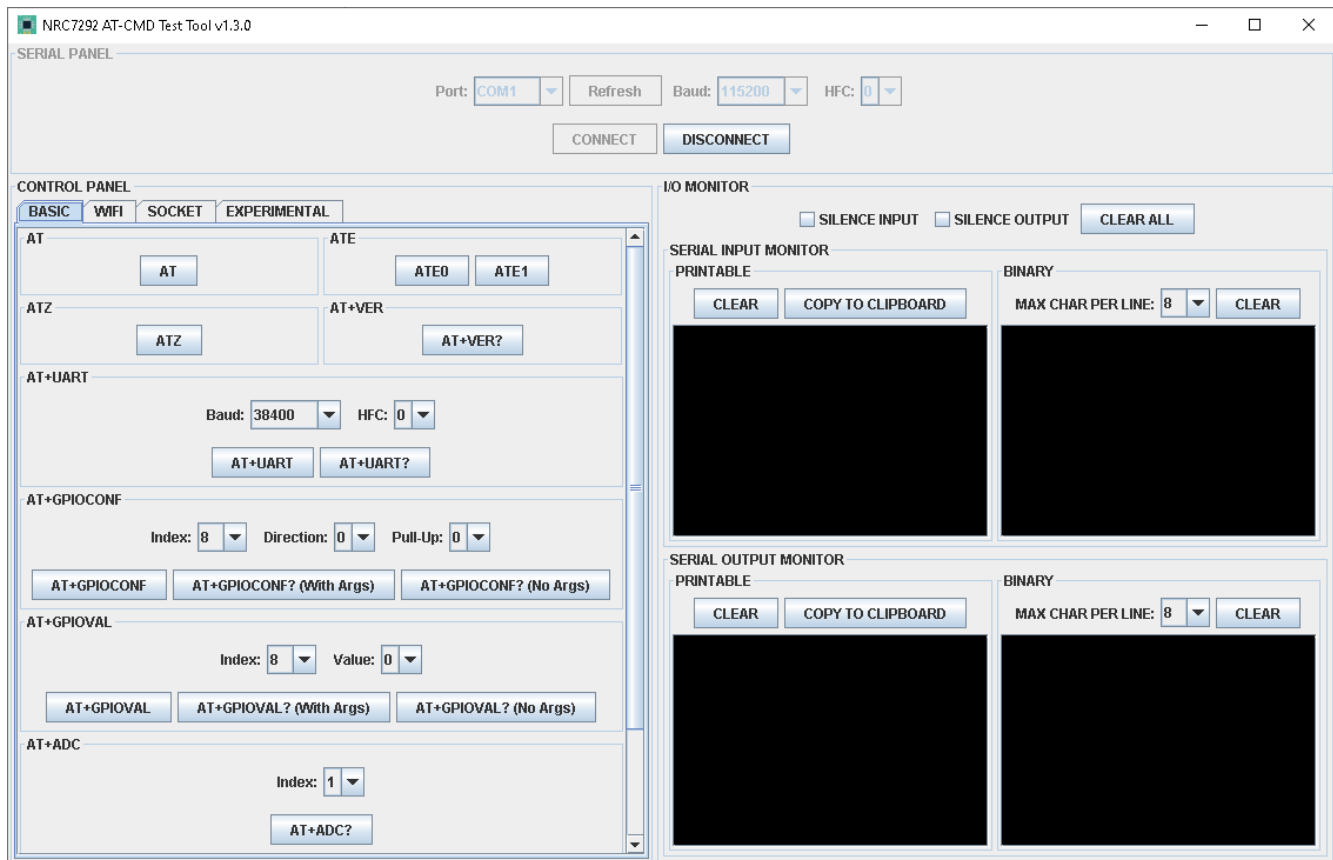 NRC7292 AT-CMD Test Tool v1.3.0
SERIAL PANEL
Port: COM1 Refresh Baud: 115200 HFC: 0
CONNECT DISCONNECT
CONTROL PANEL
BASIC WIFI SOCKET EXPERIMENTAL
AT
AT
ATE
ATE0 ATE1
ATZ
ATZ
AT+VER
AT+VER?
AT+UART
Baud: 38400 HFC: 0
AT+UART AT+UART?
AT+GPIOCONF
Index: 8 Direction: 0 Pull-Up: 0
AT+GPIOCONF AT+GPIOCONF? (With Args) AT+GPIOCONF? (No Args)
AT+GPIOVAL
Index: 8 Value: 0
AT+GPIOVAL AT+GPIOVAL? (With Args) AT+GPIOVAL? (No Args)
AT+ADC
Index: 1
AT+ADC?
I/O MONITOR
SILENCE INPUT SILENCE OUTPUT CLEAR ALL
SERIAL INPUT MONITOR
PRINTABLE
CLEAR COPY TO CLIPBOARD
BINARY
MAX CHAR PER LINE: 8 CLEAR
SERIAL OUTPUT MONITOR
PRINTABLE
CLEAR COPY TO CLIPBOARD
BINARY
MAX CHAR PER LINE: 8 CLEAR